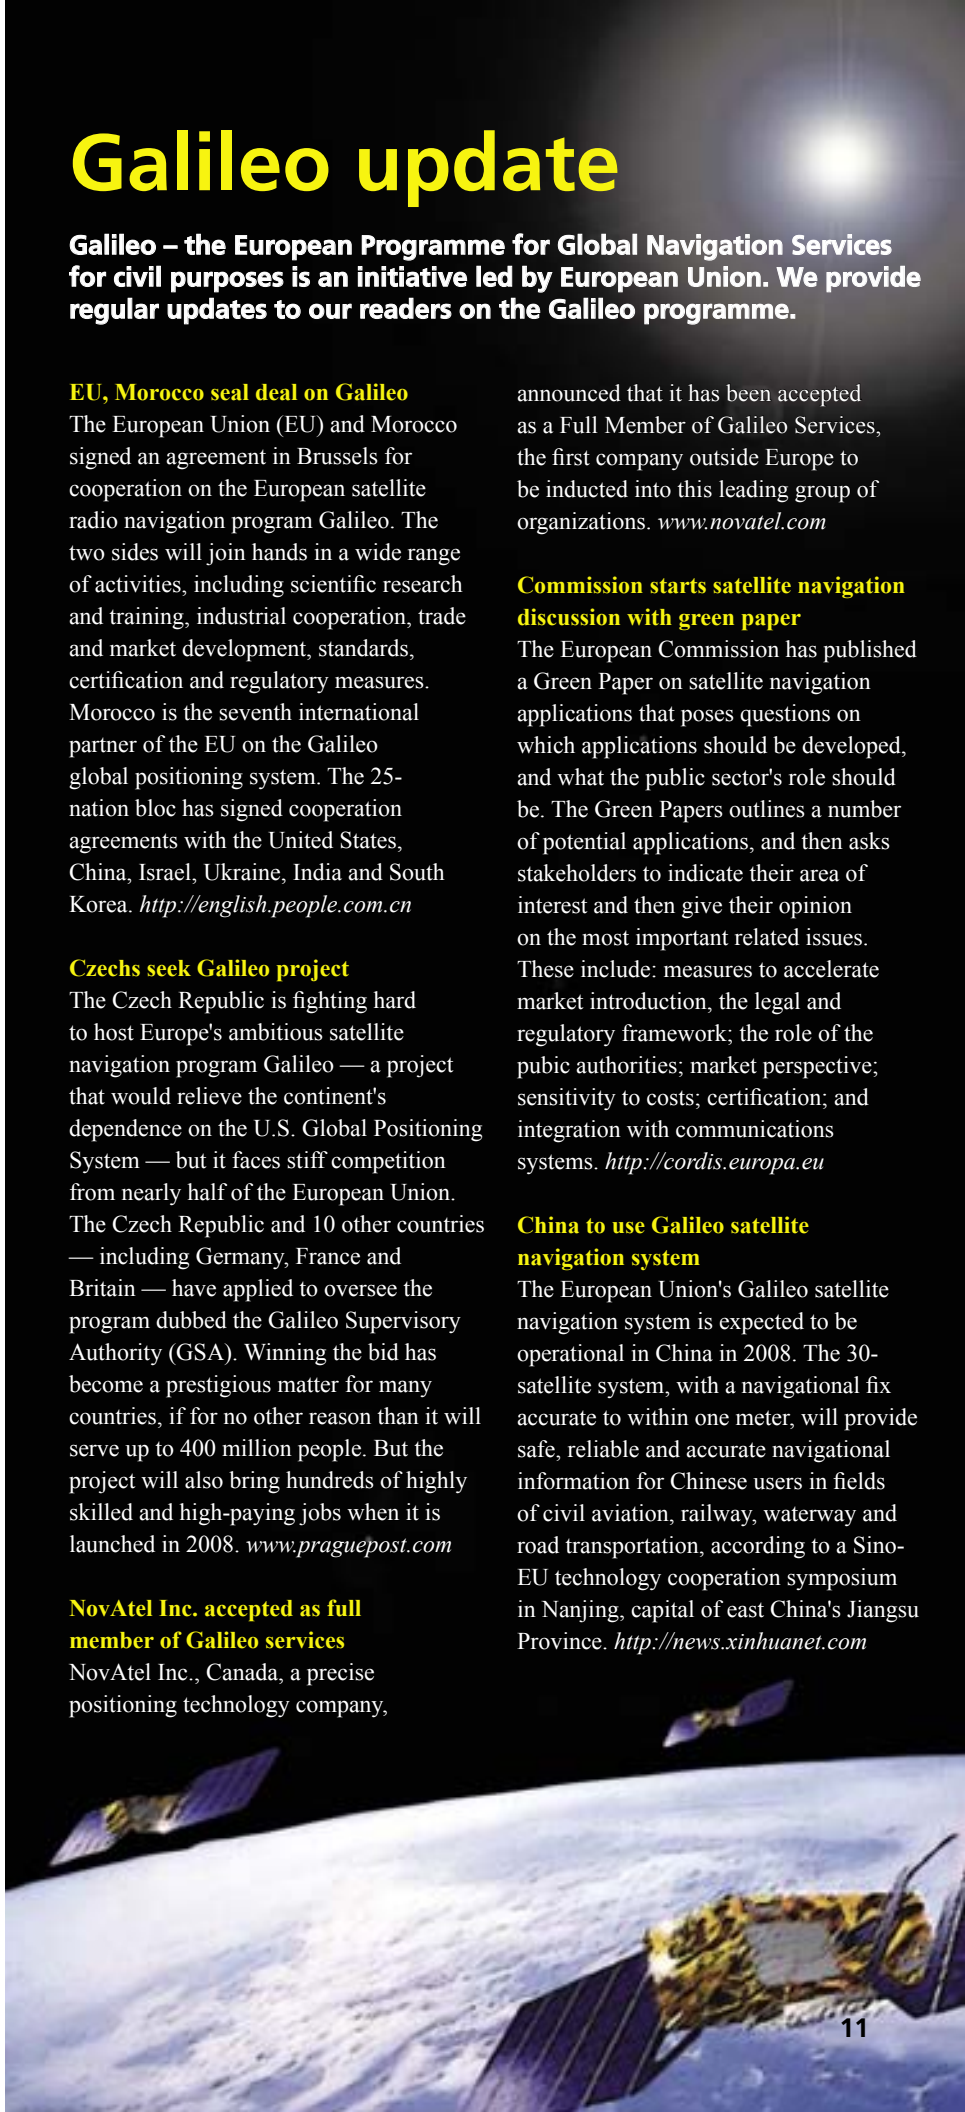 Galileo update
Galileo – the European Programme for Global Navigation Services
for civil purposes is an initiative led by European Union. We provide
regular updates to our readers on the Galileo programme.
EU, Morocco seal deal on Galileo
The European Union (EU) and Morocco
signed an agreement in Brussels for
cooperation on the European satellite
radio navigation program Galileo. The
two sides will join hands in a wide range
of activities, including scientific research
and training, industrial cooperation, trade
and market development, standards,
certification and regulatory measures.
Morocco is the seventh international
partner of the EU on the Galileo
global positioning system. The 25-
nation bloc has signed cooperation
agreements with the United States,
China, Israel, Ukraine, India and South
Korea. http://english.people.com.cn
Czechs seek Galileo project
The Czech Republic is fighting hard
to host Europe's ambitious satellite
navigation program Galileo — a project
that would relieve the continent's
dependence on the U.S. Global Positioning
System — but it faces stiff competition
from nearly half of the European Union.
The Czech Republic and 10 other countries
— including Germany, France and
Britain — have applied to oversee the
program dubbed the Galileo Supervisory
Authority (GSA). Winning the bid has
become a prestigious matter for many
countries, if for no other reason than it will
serve up to 400 million people. But the
project will also bring hundreds of highly
skilled and high-paying jobs when it is
launched in 2008. www.praguepost.com
NovAtel Inc. accepted as full
member of Galileo services
NovAtel Inc., Canada, a precise
positioning technology company,
announced that it has been accepted
as a Full Member of Galileo Services,
the first company outside Europe to
be inducted into this leading group of
organizations. www.novatel.com
Commission starts satellite navigation
discussion with green paper
The European Commission has published
a Green Paper on satellite navigation
applications that poses questions on
which applications should be developed,
and what the public sector's role should
be. The Green Papers outlines a number
of potential applications, and then asks
stakeholders to indicate their area of
interest and then give their opinion
on the most important related issues.
These include: measures to accelerate
market introduction, the legal and
regulatory framework; the role of the
pubic authorities; market perspective;
sensitivity to costs; certification; and
integration with communications
systems. http://cordis.europa.eu
China to use Galileo satellite
navigation system
The European Union's Galileo satellite
navigation system is expected to be
operational in China in 2008. The 30-
satellite system, with a navigational fix
accurate to within one meter, will provide
safe, reliable and accurate navigational
information for Chinese users in fields
of civil aviation, railway, waterway and
road transportation, according to a Sino-
EU technology cooperation symposium
in Nanjing, capital of east China's Jiangsu
Province. http://news.xinhuanet.com
11